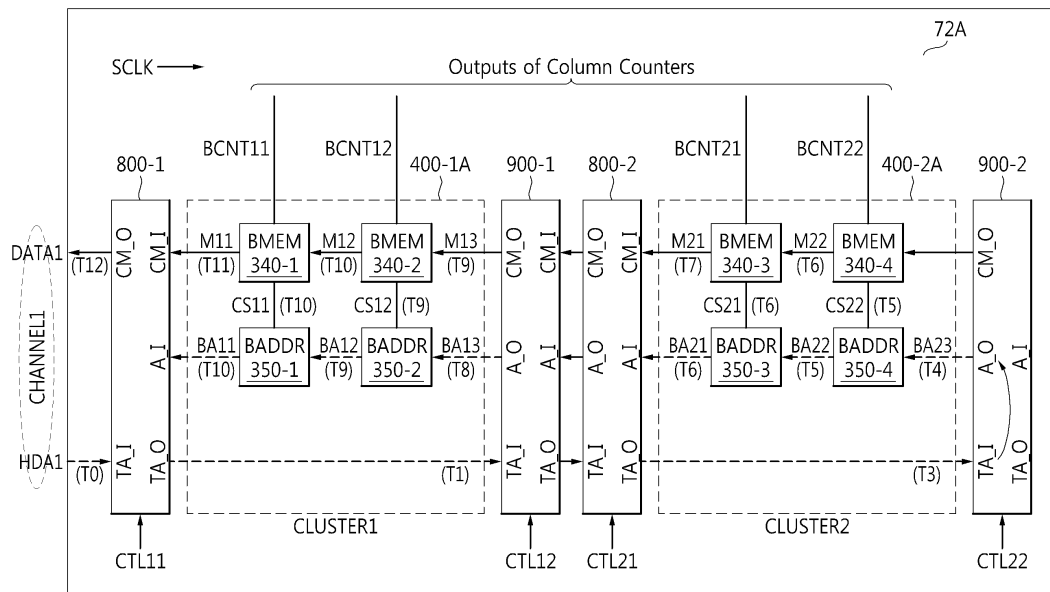 72A
SCLK
Outputs of Column Counters
BCNT11
BCNT12
BCNT21
BCNT22
800-1
400-1A
900-1
800-2
400-2A
900-2
DATA1
(T12)
CM_O
CM_I
M11
(T11)
BMEM
340-1
M12
(T10)
BMEM
340-2
M13
(T9)
CM_O
CM_I
CM_O
CM_I
M21
(T7)
BMEM
340-3
M22
(T6)
BMEM
340-4
CM_O
CM_I
CS11
(T10)
CS12
(T9)
CS21
(T6)
CS22
(T5)
CHANNEL1
A_I
BA11
(T10)
BADDR
350-1
BA12
(T9)
BADDR
350-2
BA13
(T8)
A_O
A_I
A_O
A_I
BA21
(T6)
BADDR
350-3
BA22
(T5)
BADDR
350-4
BA23
(T4)
A_O
A_I
HDA1
(T0)
TA_I
TA_O
(T1)
TA_I
TA_O
TA_I
TA_O
(T3)
TA_I
TA_O
CLUSTER1
CLUSTER2
CTL11
CTL12
CTL21
CTL22